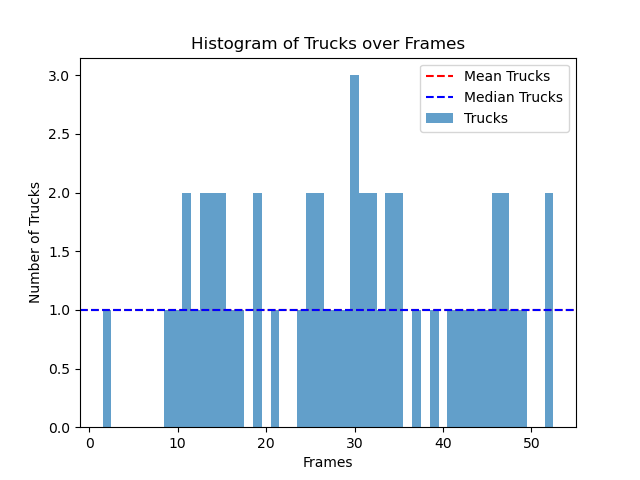 Histogram of Trucks over Frames
Mean Trucks
Median Trucks
Trucks
3.0
2.5
2.0
1.5
1.0
0.5
0.0
Number of Trucks
0 10 20 30 40 50
Frames